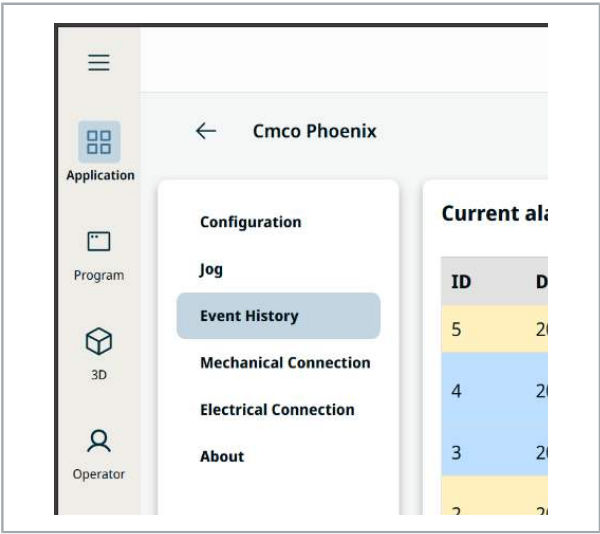 Cmco Phoenix
Application
Program
3D
Operator
Configuration
Jog
Event History
Mechanical Connection
Electrical Connection
About
Current
ID
5
4
3
2